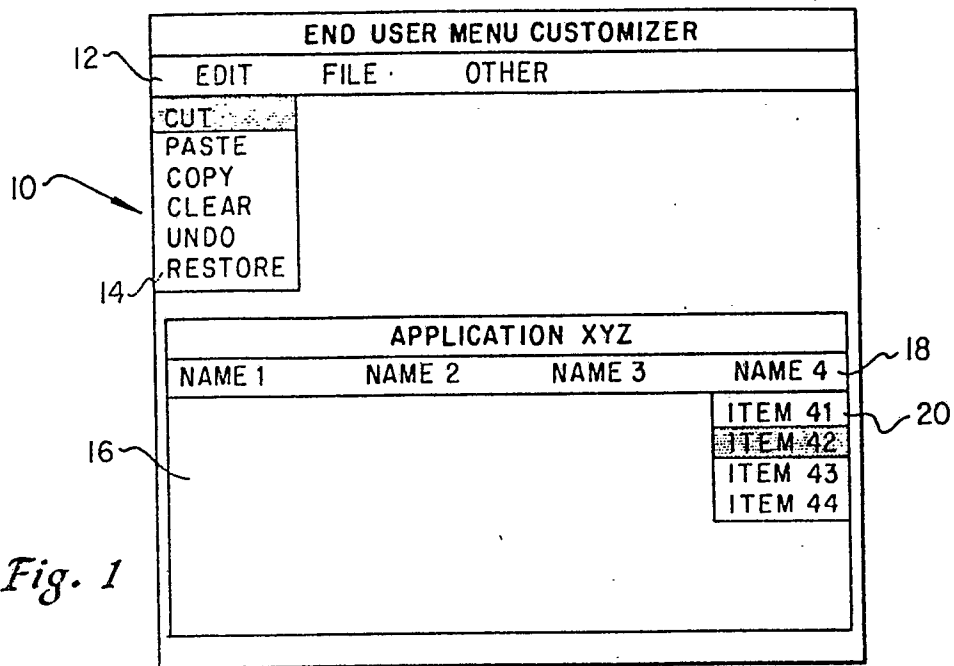 END USER MENU CUSTOMIZER
12
EDIT FILE OTHER
CUT
PASTE
COPY
10
CLEAR
UNDO
RESTORE
14
APPLICATION XYZ
18
NAME 1 NAME 2 NAME 3 NAME 4
ITEM 41
20
ITEM 42
16
ITEM 43
ITEM 44
Fig. 1